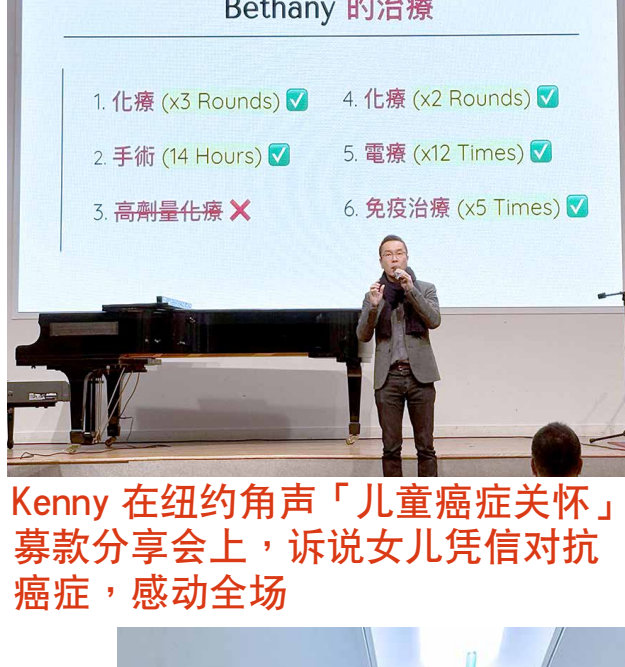 Bethany 的治療
1. 化療 (x3 Rounds) ✅
4. 化療 (x2 Rounds) ✅
2. 手術 (14 Hours) ✅
5. 電療 (x12 Times) ✅
3. 高劑量化療 ❌
6. 免疫治療 (x5 Times) ✅
Kenny 在纽约角声「儿童癌症关怀」
募款分享会上，诉说女儿凭信对抗
癌症，感动全场